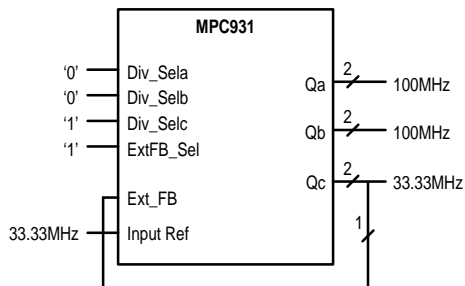 MPC931
‘0’ Div_Sela
‘0’ Div_Selb
‘1’ Div_Selc
‘1’ ExtFB_Sel
Ext_FB
33.33MHz Input Ref
Qa 2 100MHz
Qb 2 100MHz
Qc 2 33.33MHz
1